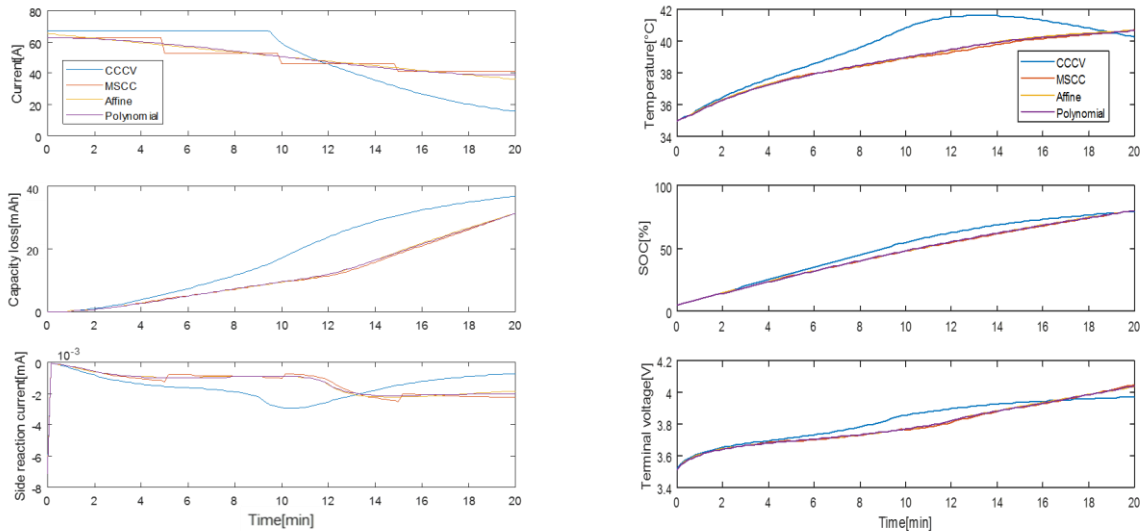 Current[A]
80
60
40
20
0
CCCV
MSCC
Affine
Polynomial
0 2 4 6 8 10 12 14 16 18 20
Capacity loss[mAh]
40
20
0
0 2 4 6 8 10 12 14 16 18 20
Side reaction current[mA]
10-3
0
-2
-4
-6
-8
0 2 4 6 8 10 12 14 16 18 20
Time[min]
Temperature[°C]
42
40
38
36
34
CCCV
MSCC
Affine
Polynomial
0 2 4 6 8 10 12 14 16 18 20
SOC[%]
100
50
0
0 2 4 6 8 10 12 14 16 18 20
Terminal voltage[V]
4.2
4
3.8
3.6
3.4
0 2 4 6 8 10 12 14 16 18 20
Time[min]